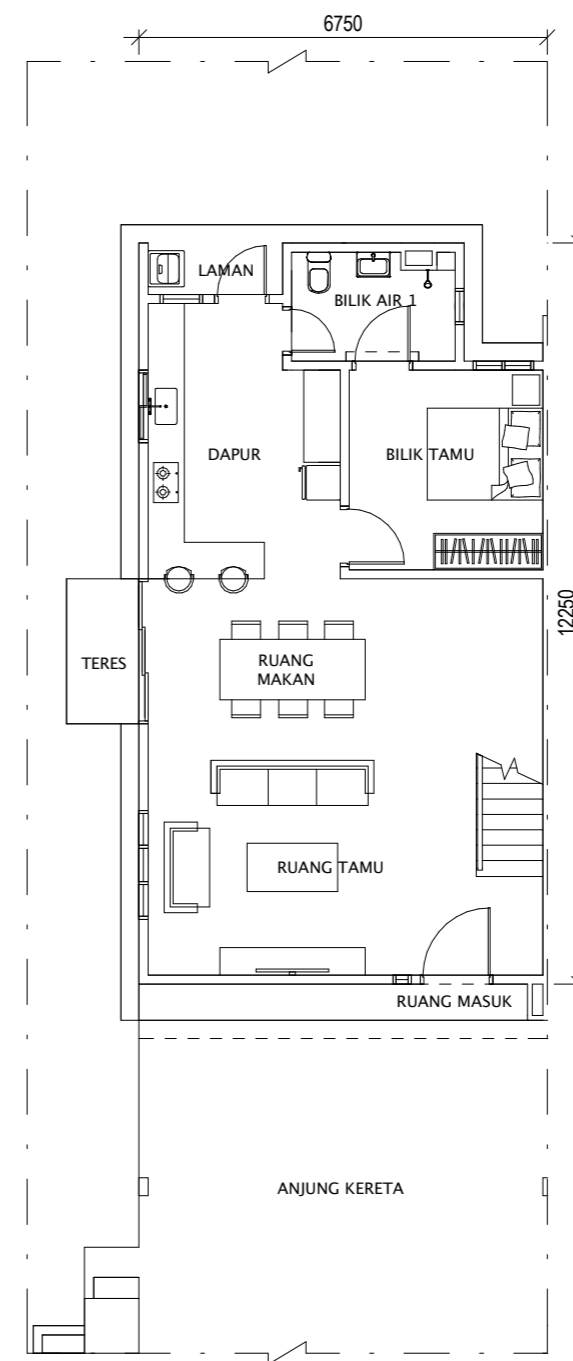 6750
LAMAN
BILIK AIR 1
DAPUR
BILIK TAMU
12250
TERES
RUANG
MAKAN
RUANG TAMU
RUANG MASUK
ANJUNG KERETA